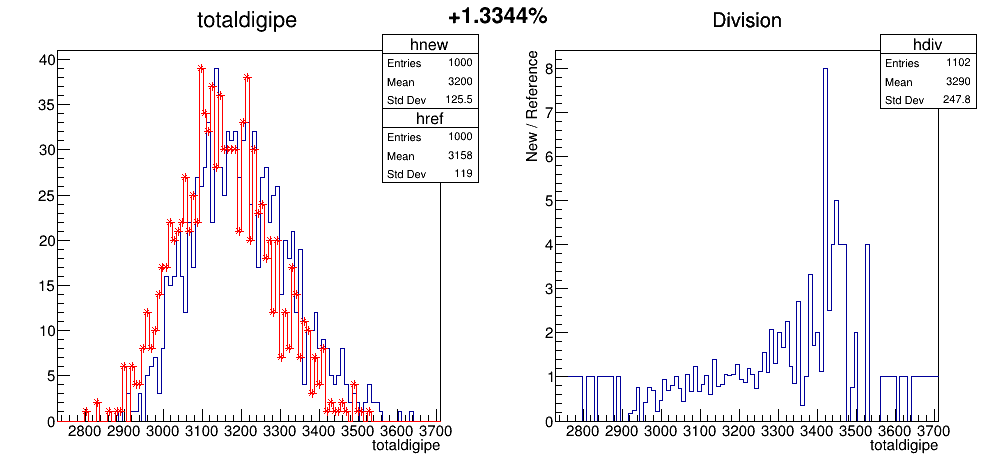 +1.3344%
totaldigipe
hnew
Entries 1000
Mean 3200
Std Dev 125.5
href
Entries 1000
Mean 3158
Std Dev 119
40
35
30
25
20
15
10
5
0
2800 2900 3000 3100 3200 3300 3400 3500 3600 3700
totaldigipe
Division
hdiv
Entries 1102
Mean 3290
Std Dev 247.8
New / Reference
8
7
6
5
4
3
2
1
0
2800 2900 3000 3100 3200 3300 3400 3500 3600 3700
totaldigipe